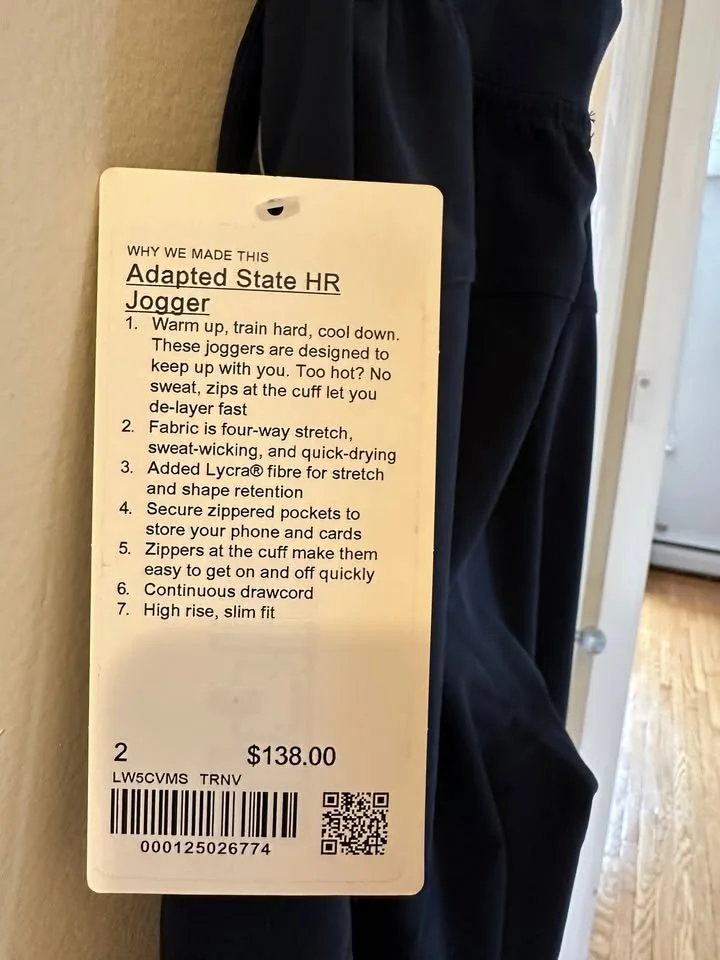 WHY WE MADE THIS
Adapted State HR
Jogger
1. Warm up, train hard, cool down.
These joggers are designed to
keep up with you. Too hot? No
sweat, zips at the cuff let you
de-layer fast
2. Fabric is four-way stretch,
sweat-wicking, and quick-drying
3. Added Lycra® fibre for stretch
and shape retention
4. Secure zippered pockets to
store your phone and cards
5. Zippers at the cuff make them
easy to get on and off quickly
6. Continuous drawcord
7. High rise, slim fit
2 $138.00
LW5CVMS TRNV
000125026774